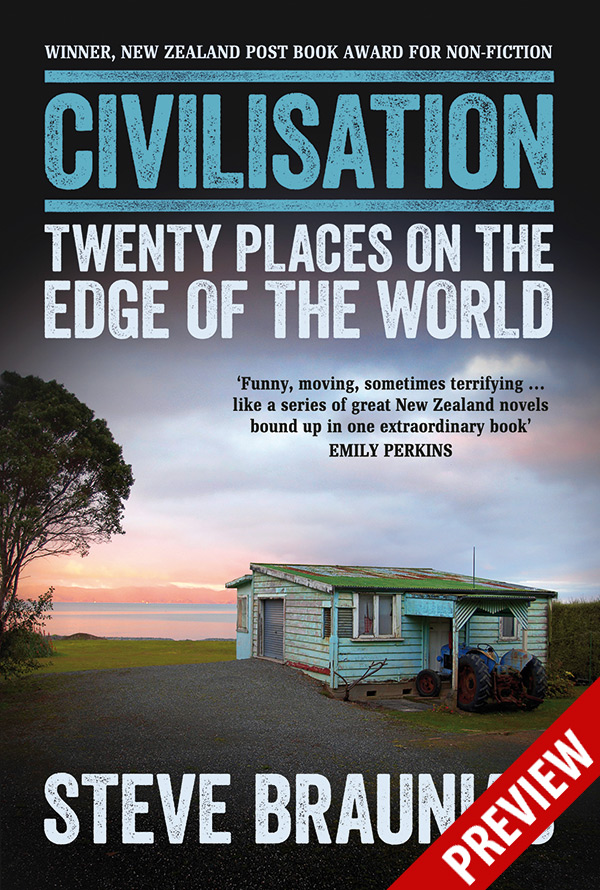 WINNER, NEW ZEALAND POST BOOK AWARD FOR NON-FICTION
CIVILISATION
TWENTY PLACES ON THE
EDGE OF THE WORLD
‘Funny, moving, sometimes terrifying ...
like a series of great New Zealand novels
bound up in one extraordinary book’
EMILY PERKINS
STEVE BRAUNIAS
PREVIEW